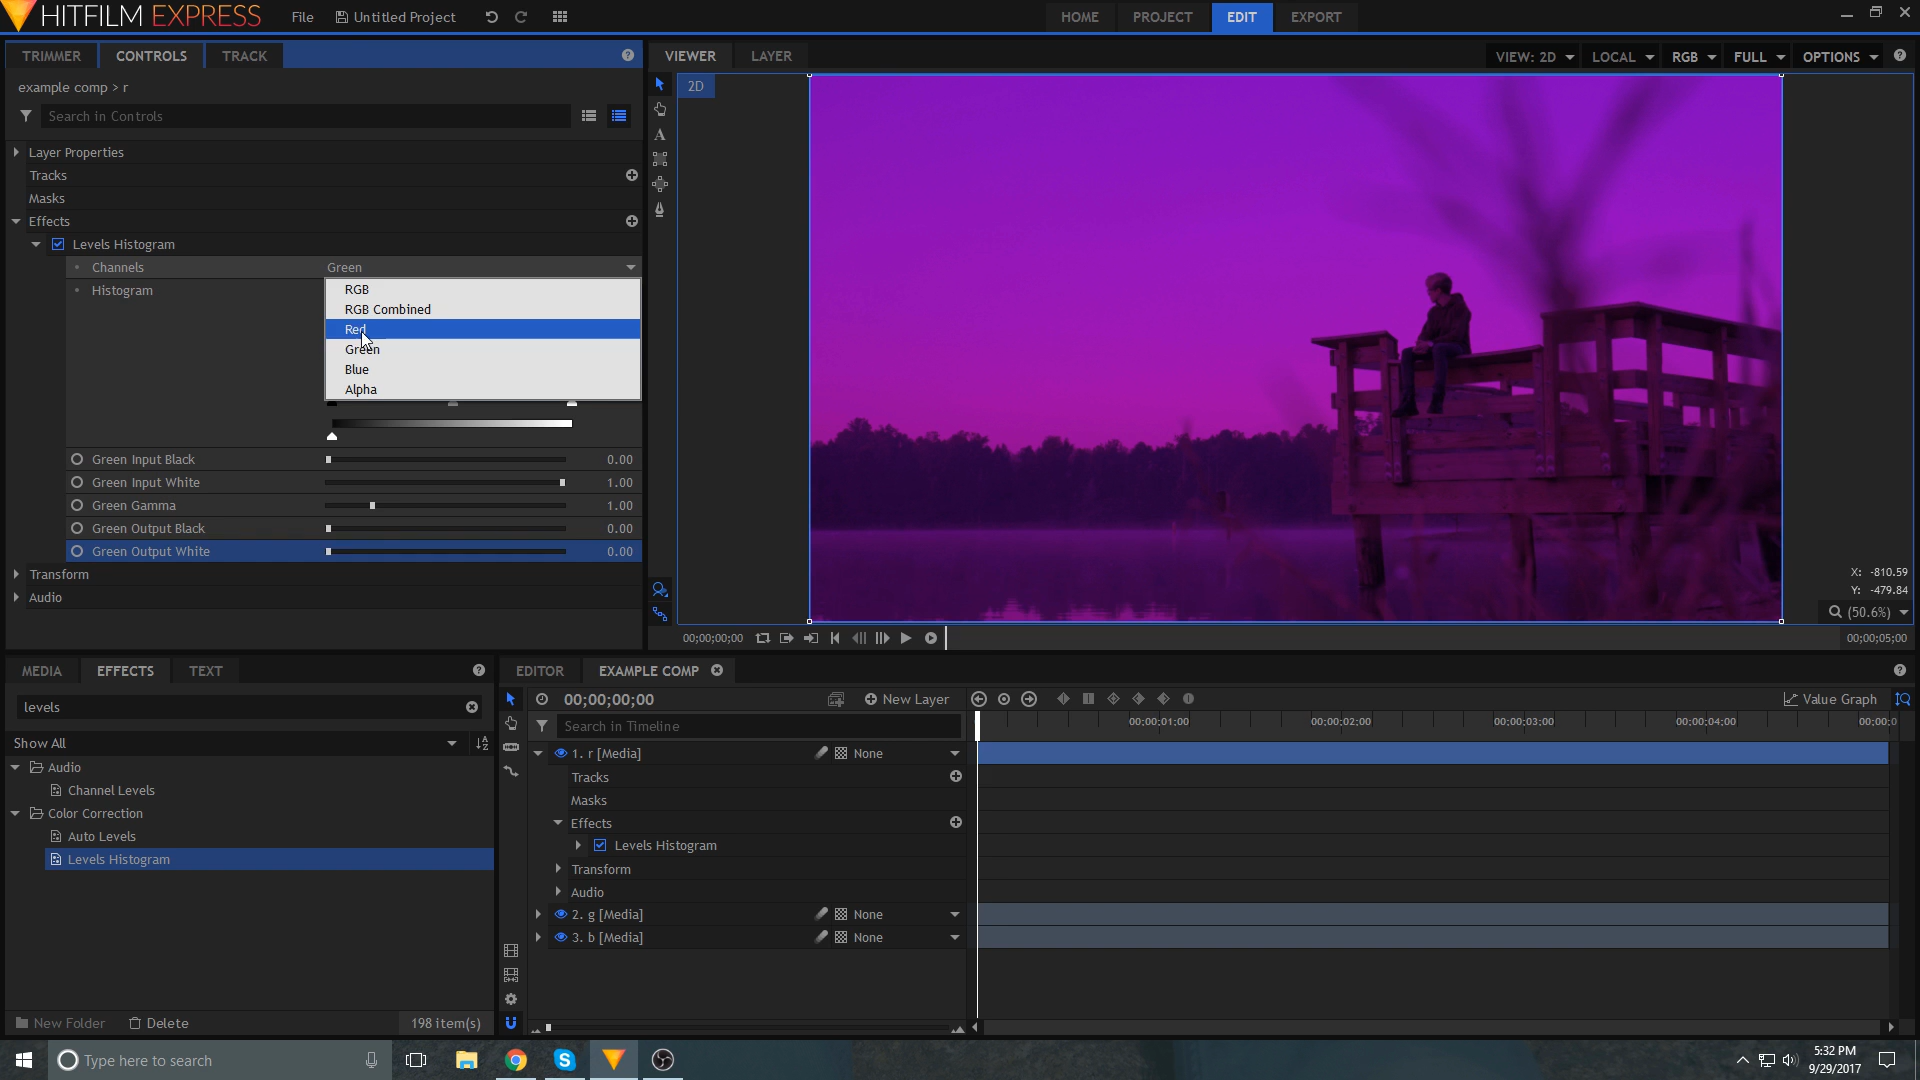 HITFILM EXPRESS
File
Untitled Project
HOME
PROJECT
EDIT
EXPORT
TRIMMER
CONTROLS
TRACK
example comp > r
Search in Controls
Layer Properties
Tracks
Masks
Effects
Levels Histogram
Channels
Green
Histogram
RGB
RGB Combined
Red
Green
Blue
Alpha
Green Input Black
0.00
Green Input White
1.00
Green Gamma
1.00
Green Output Black
0.00
Green Output White
0.00
Transform
Audio
VIEWER
LAYER
VIEW: 2D
LOCAL
RGB
FULL
OPTIONS
2D
A
X: -810.59
Y: -479.84
(50.6%)
00;00;00;00
00;00;05;00
MEDIA
EFFECTS
TEXT
levels
Show All
Audio
Channel Levels
Color Correction
Auto Levels
Levels Histogram
New Folder
Delete
198 item(s)
EDITOR
EXAMPLE COMP
00;00;00;00
New Layer
Value Graph
Search in Timeline
00;00;01;00
00;00;02;00
00;00;03;00
00;00;04;00
00;00;0
1. r [Media]
None
Tracks
Masks
Effects
Levels Histogram
Transform
Audio
2. g [Media]
None
3. b [Media]
None
Type here to search
5:32 PM
9/29/2017